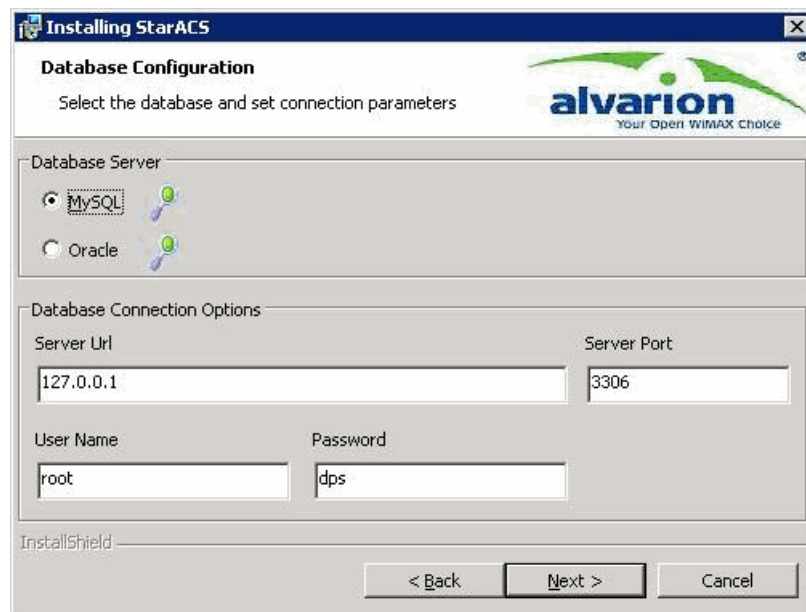 Installing StarACS
Database Configuration
Select the database and set connection parameters
alvarion
Your Open WiMAX Choice
Database Server
MySQL
Oracle
Database Connection Options
Server Url
Server Port
127.0.0.1
3306
User Name
Password
root
dps
InstallShield
< Back
Next >
Cancel